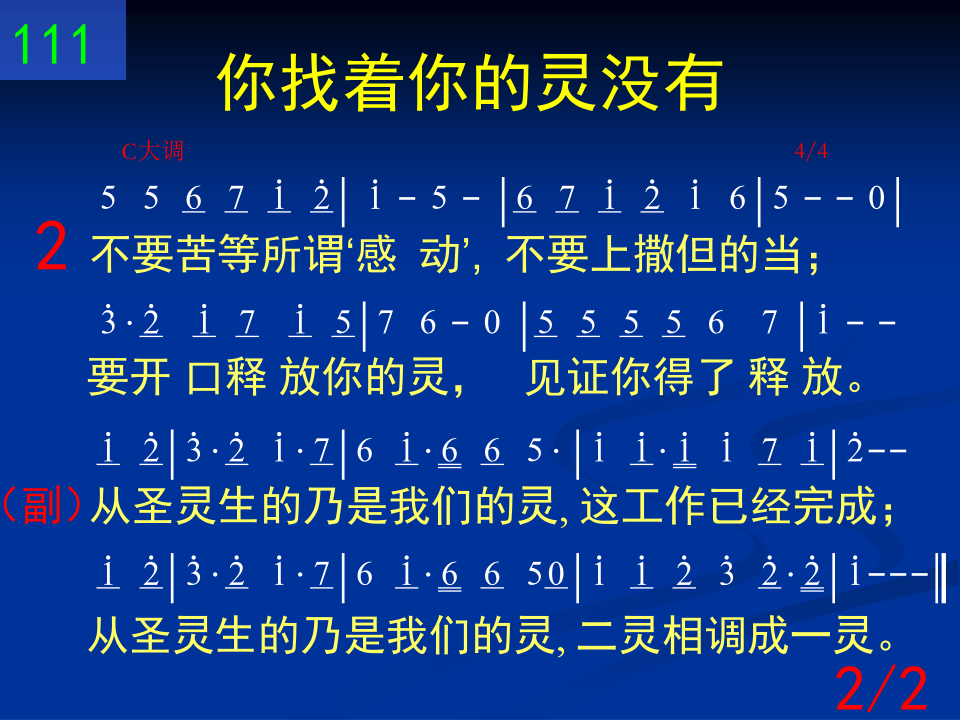 111
你找着你的灵没有
C大调 4/4
5 5 6 7 i̇ 2̇ | i̇ - 5 - | 6 7 i̇ 2̇ i̇ 6 | 5 - - 0 |
2 不要苦等所谓‘感 动’, 不要上撒但的当；
3̇ · 2̇ i̇ 7 i̇ 5 | 7 6 - 0 | 5 5 5 5 6 7 | i̇ - -
要开 口释 放你的灵， 见证你得了 释 放。
i̇ 2̇ | 3̇ · 2̇ i̇ · 7 | 6 i̇ · 6 6 5 · | i̇ i̇ · i̇ i̇ 7 i̇ | 2̇ - -
（副）从圣灵生的乃是我们的灵, 这工作已经完成；
i̇ 2̇ | 3̇ · 2̇ i̇ · 7 | 6 i̇ · 6 6 5 0 | i̇ i̇ 2̇ 3̇ 2̇ · 2̇ | i̇ - - - ‖
从圣灵生的乃是我们的灵, 二灵相调成一灵。
2/2